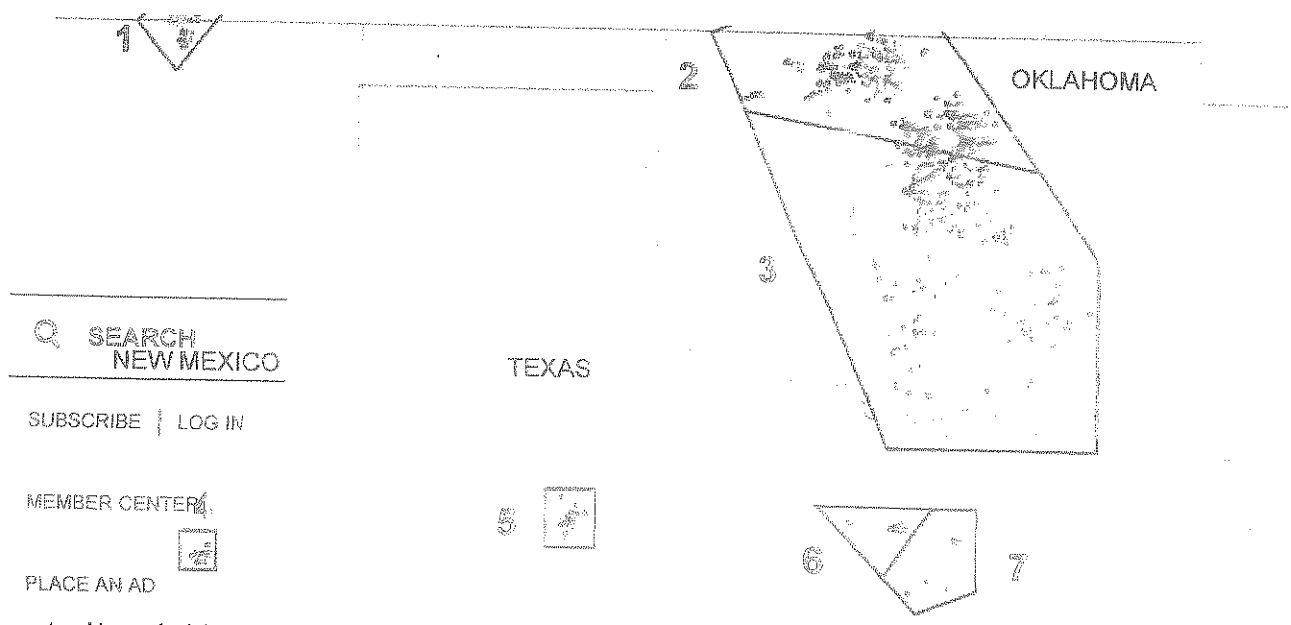 1
2
OKLAHOMA
3
SEARCH
NEW MEXICO
TEXAS
SUBSCRIBE | LOG IN
MEMBER CENTER
4
5
PLACE AN AD
6
7